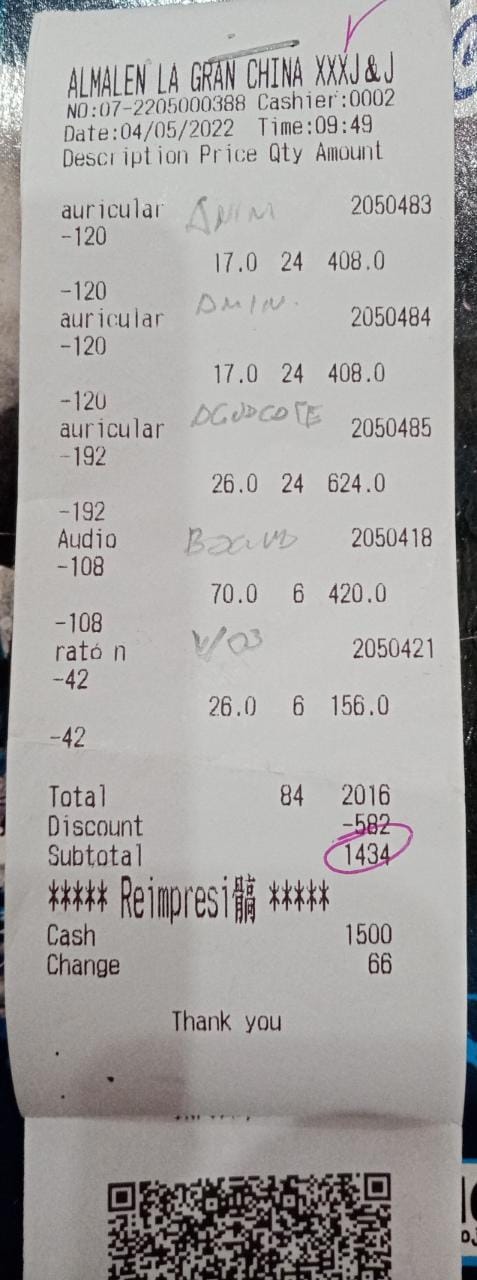 ALMALEN LA GRAN CHINA XXXJ&J
NO:07-2205000388 Cashier:0002
Date:04/05/2022 Time:09:49
Description Price Qty Amount
auricular ANIM 2050483
-120
17.0 24 408.0
-120
auricular 2050484
-120
17.0 24 408.0
-120
auricular 2050485
-192
26.0 24 624.0
-192
Audio 2050418
-108
70.0 6 420.0
-108
rató n 2050421
-42
26.0 6 156.0
-42
Total 84 2016
Discount -582
Subtotal 1434
***** Reimpresi髇 *****
Cash 1500
Change 66
Thank you